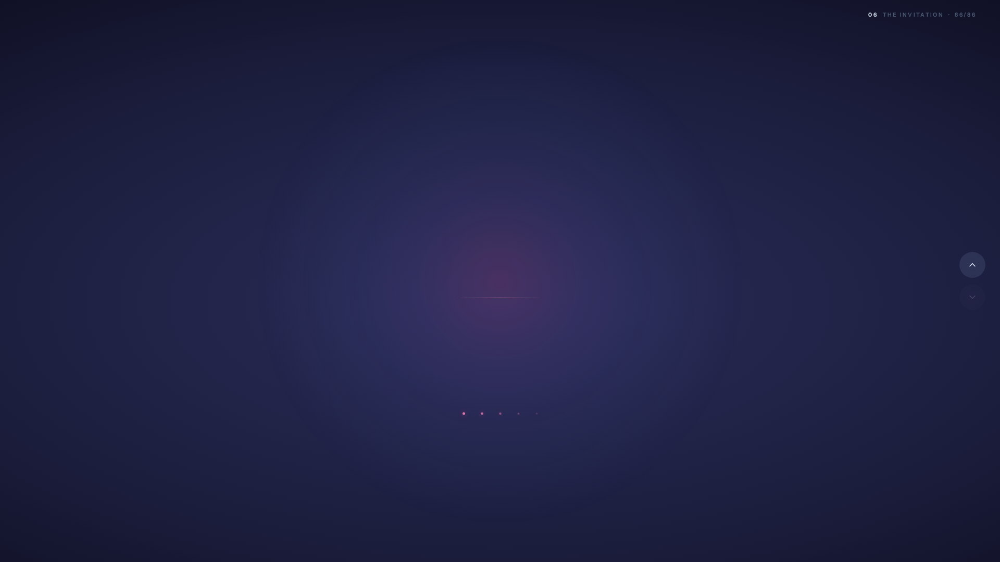 06 THE INVITATION · 86/86